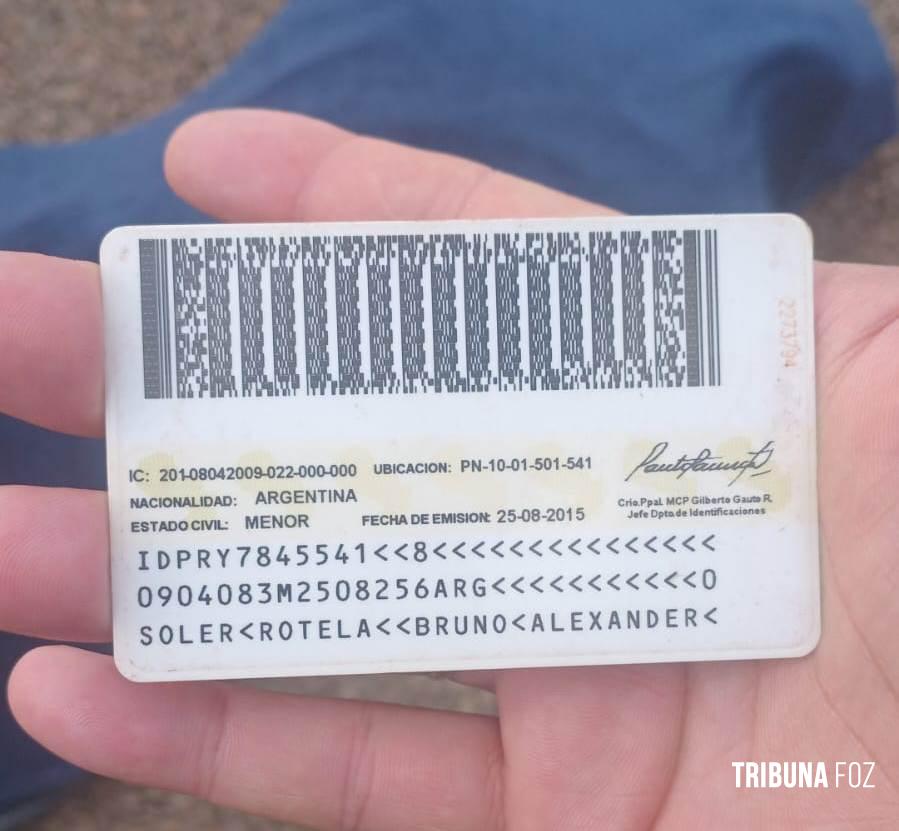 2273794
IC: 201-08042009-022-000-000 UBICACION: PN-10-01-501-541
NACIONALIDAD: ARGENTINA
ESTADO CIVIL: MENOR FECHA DE EMISION: 25-08-2015
Crio.Ppal. MCP Gilberto Gauto R.
Jefe Dpto.de Identificaciones
IDPRY7845541<<8<<<<<<<<<<<<<<<
0904083M2508256ARG<<<<<<<<<<<0
SOLER<ROTELA<<BRUNO<ALEXANDER<
TRIBUNA FOZ